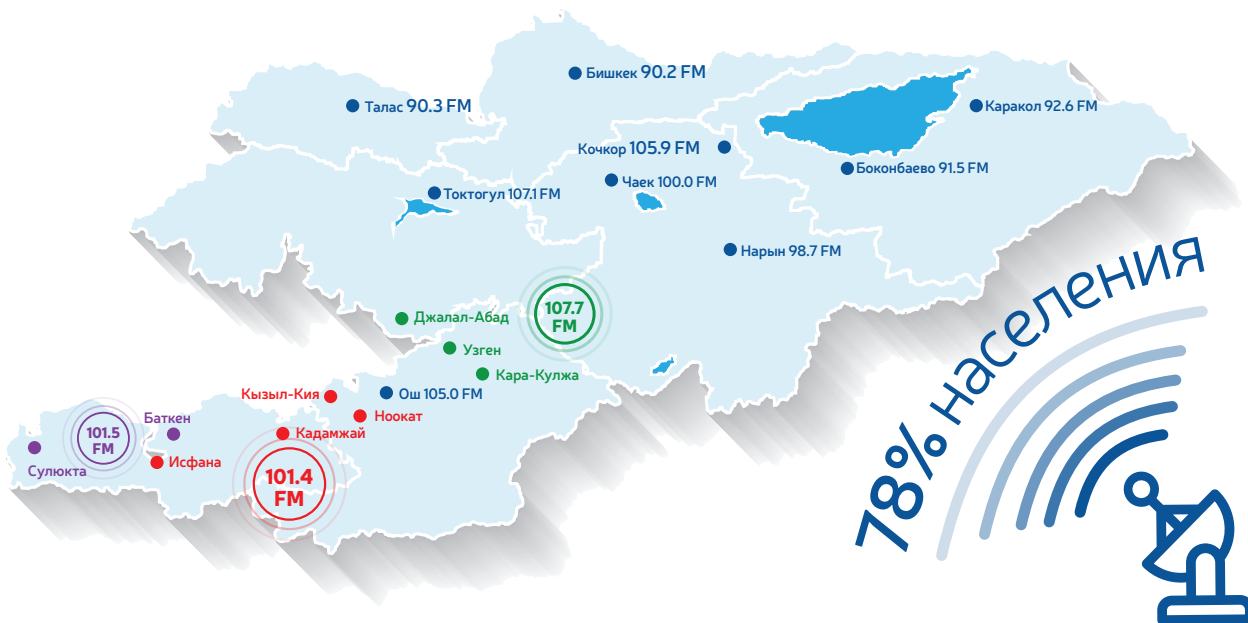 Бишкек 90.2 FM
Талас 90.3 FM
Каракол 92.6 FM
Кочкор 105.9 FM
Боконбаево 91.5 FM
Чаек 100.0 FM
Токтогул 107.1 FM
Нарын 98.7 FM
107.7
FM
Джалал-Абад
Узген
Кара-Кулжа
Ош 105.0 FM
Кызыл-Кия
Ноокат
Кадамжай
Баткен
101.5
FM
Исфана
Сулюкта
101.4
FM
78% населения